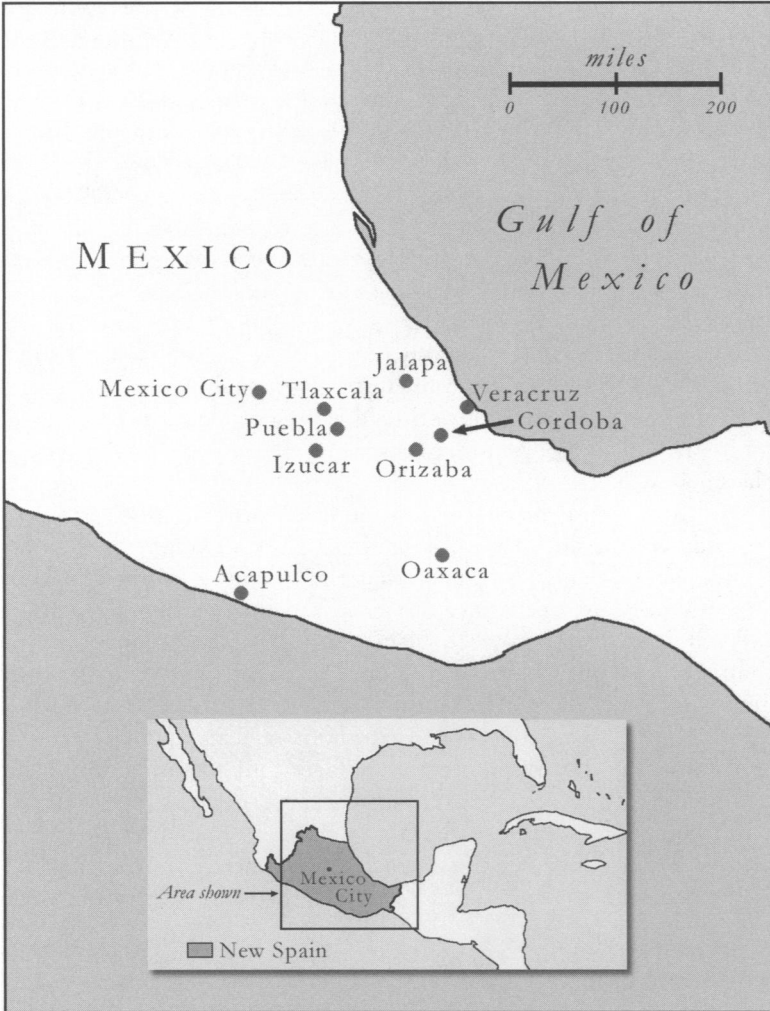 miles
0 100 200
Gulf of
Mexico
MEXICO
Jalapa
Mexico City
Tlaxcala
Veracruz
Puebla
Cordoba
Izucar
Orizaba
Oaxaca
Acapulco
Mexico
City
Area shown
New Spain